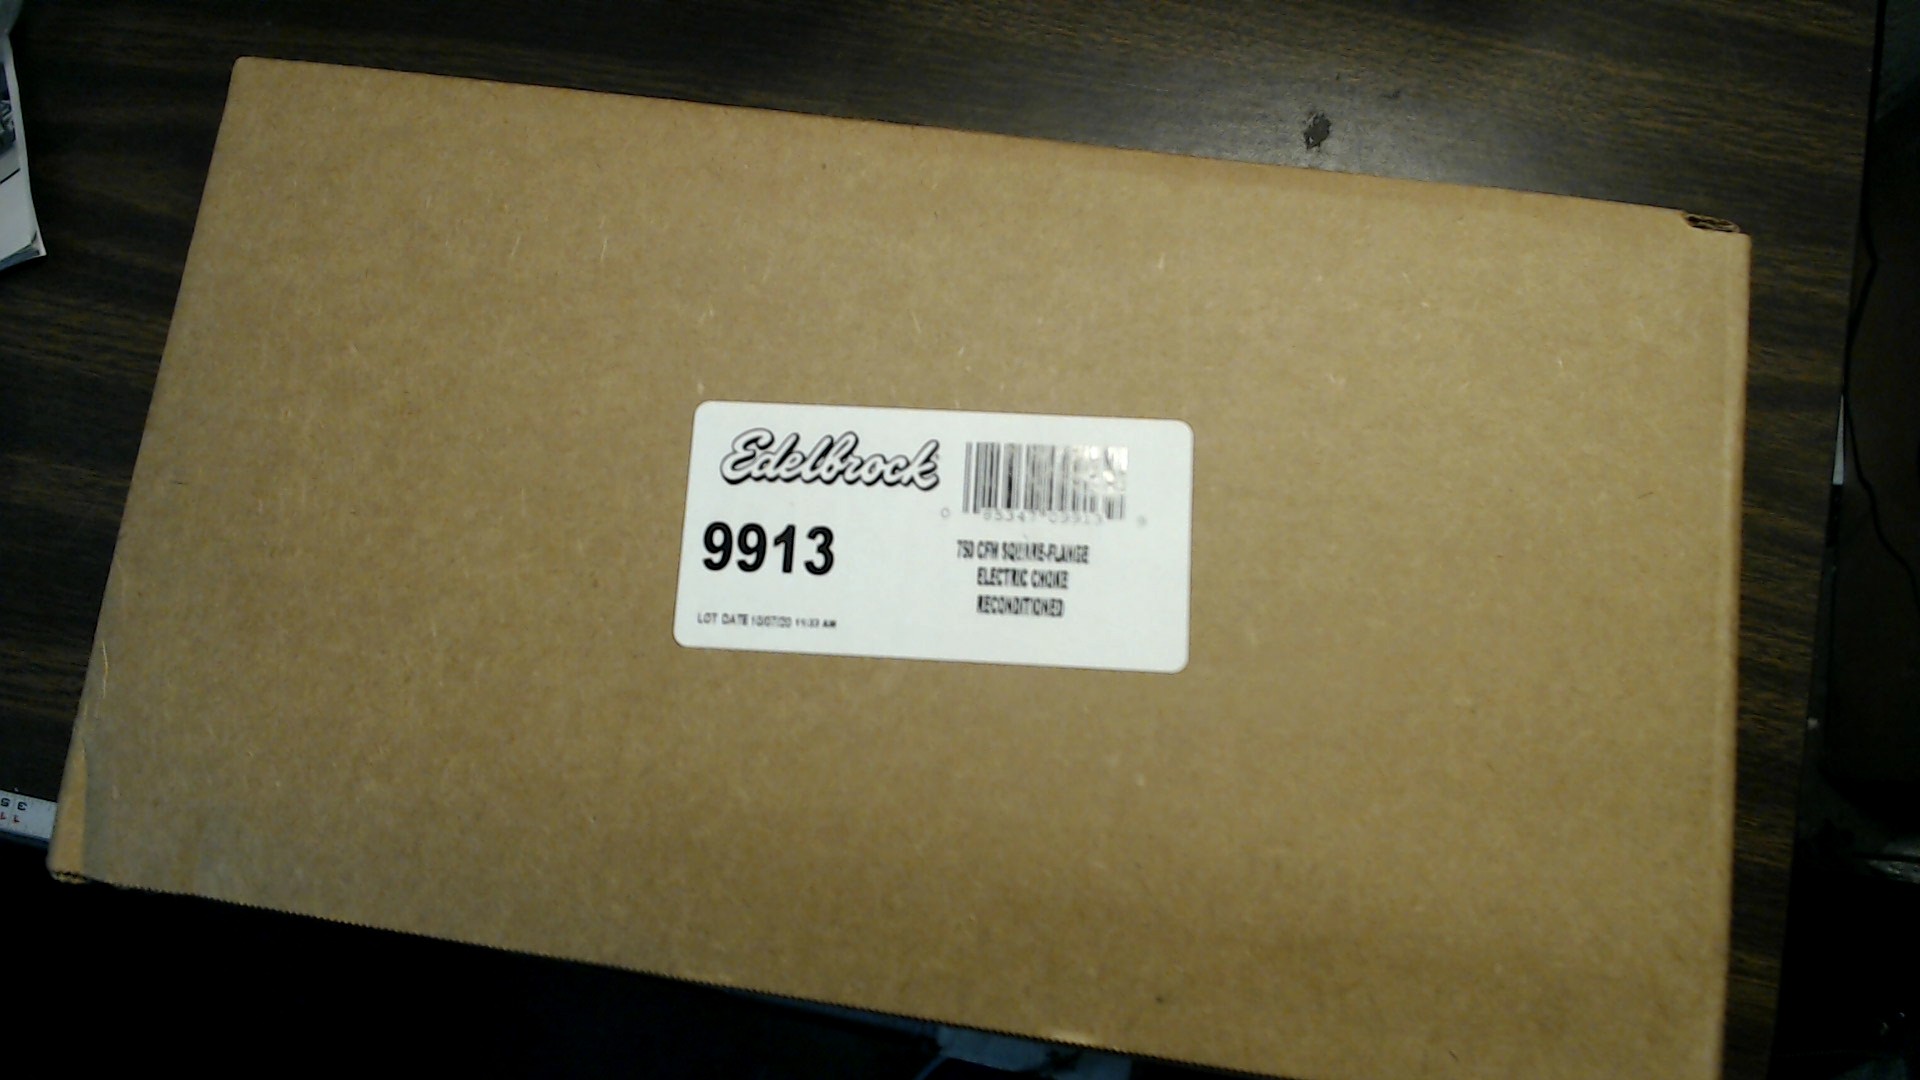 Edelbrock
9913
750 CFM SQUARE-FLANGE
ELECTRIC CHOKE
RECONDITIONED
LOT DATE 10/07/20 11:33 AM